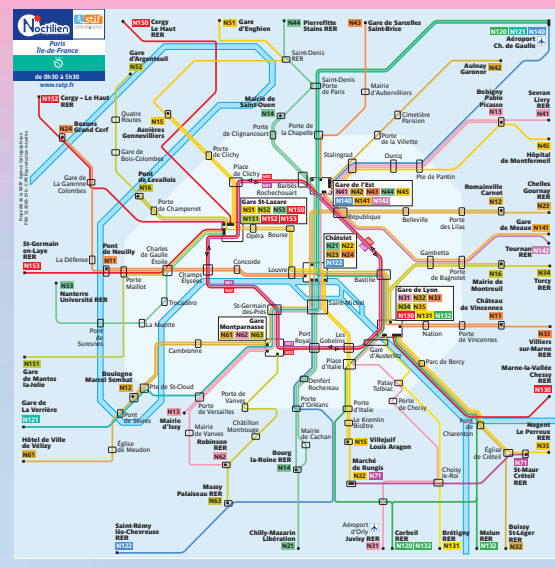 Noctilien
stif
Paris
Île-de-France
de 0h30 à 5h30
www.ratp.fr
N150 Cergy
Le Haut
RER
N51 Gare
d'Enghien
N44 Pierrefitte
Stains RER
N43 Gare de Sarcelles
Saint-Brice
N120 N121 N140
Aéroport
Ch. de Gaulle
Gare
d'Argenteuil
N52
Saint-Denis
RER
Aulnay
Garonor N42
N152 Cergy – Le Haut
RER
Mairie de
Saint-Ouen
N14
Saint-Denis
Porte
de Paris
Mairie
d'Aubervilliers
Bobigny
Pablo
Picasso
N13
Sevran
Livry
RER
N41
Bezons
Grand Cerf
N24
Quatre
Routes
N15
Asnières
Gennevilliers
Porte
de Clignancourt
Porte
de la Chapelle
Cimetière
Parisien
Porte
de la Villette
N45
Hôpital
de Montfermeil
Gare de
Bois-Colombes
Porte
de Clichy
Place
de Clichy
Stalingrad
Ourcq
Pte de Pantin
Gare de
La Garenne
Colombes
Pont
de Levallois
N16
Barbès
Rochechouart
Gare de l'Est
N41 N42 N43 N44 N45
N140 N141 N142
Romainville
Carnot
N12
Chelles
Gournay
RER
N23
Porte
de Champerret
Gare St-Lazare
N51 N52 N53 N150
N151 N152 N153
République
Belleville
Porte
des Lilas
Gare
de Meaux
N141
St-Germain
en-Laye
RER
N153
La Défense
Pont
de Neuilly
N11
Charles
de Gaulle
Étoile
Opéra
Bourse
Châtelet
N21 N22
N23 N24
N122
Gambetta
Tournan
RER N142
Porte
Maillot
Champs
Élysées
Concorde
Louvre
Bastille
Porte
de Bagnolet
Mairie de
Montreuil
N16
N34
Torcy
RER
N53
Nanterre
Université RER
Trocadéro
Gare de Lyon
N31 N32 N33
N34 N35
N130 N131 N132
Château
de Vincennes
N11
Pont
de
Suresnes
La Muette
St-Germain
des-Prés
Saint-Michel
Gare
Montparnasse
N61 N62 N63
Port
Royal
Les
Gobelins
Gare
d'Austerlitz
Nation
Porte
de Vincennes
N33
Villiers
sur-Marne
RER
N151
Gare
de Mantes
la-Jolie
Cambronne
Place
d'Italie
Parc de Bercy
Marne-la-Vallée
Chessy
RER
N130
Boulogne
Marcel Sembat
N12
Pte de St-Cloud
Denfert
Rochereau
Patay
Tolbiac
Gare de
La Verrière
N121
Pont
de
Sèvres
N13
Mairie
d'Issy
Porte
de Versailles
Porte
de Vanves
Porte
d'Orléans
Porte
d'Italie
Porte
de Choisy
Nogent
Le Perreux
RER
N35
Hôtel de Ville
de Vélizy
N61
Église
de Meudon
Mairie
de Vanves
Châtillon
Montrouge
Mairie
de Cachan
Le Kremlin
Bicêtre
Pont
de
Charenton
Robinson
RER
N62
Bourg
la-Reine RER
N14
N15 Villejuif
Louis Aragon
Marché
de Rungis
N22 N71
Église
de Créteil
N71
St-Maur
Créteil
RER
Choisy
le-Roi
Massy
Palaiseau RER
N63
Saint-Rémy
lès-Chevreuse
RER
N122
Chilly-Mazarin
Libération
N21
Aéroport
d'Orly
Juvisy RER
N31
Corbeil
RER
N120 N132
Brétigny
RER
N131
Melun
RER
N132
Boissy
St-Léger
RER
N32